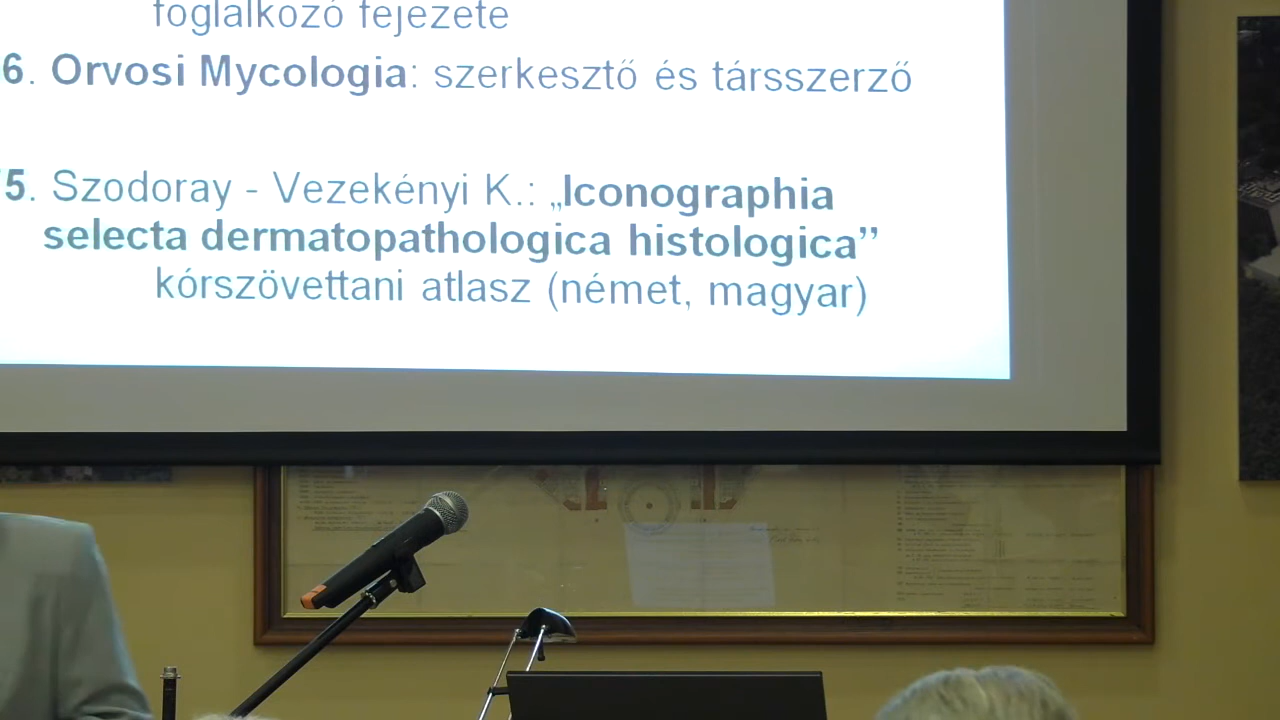 foglalkozó fejezete
6. Orvosi Mycologia: szerkesztő és társszerző
5. Szodoray - Vezekényi K.: „Iconographia
selecta dermatopathologica histologica”
kórszövettani atlasz (német, magyar)